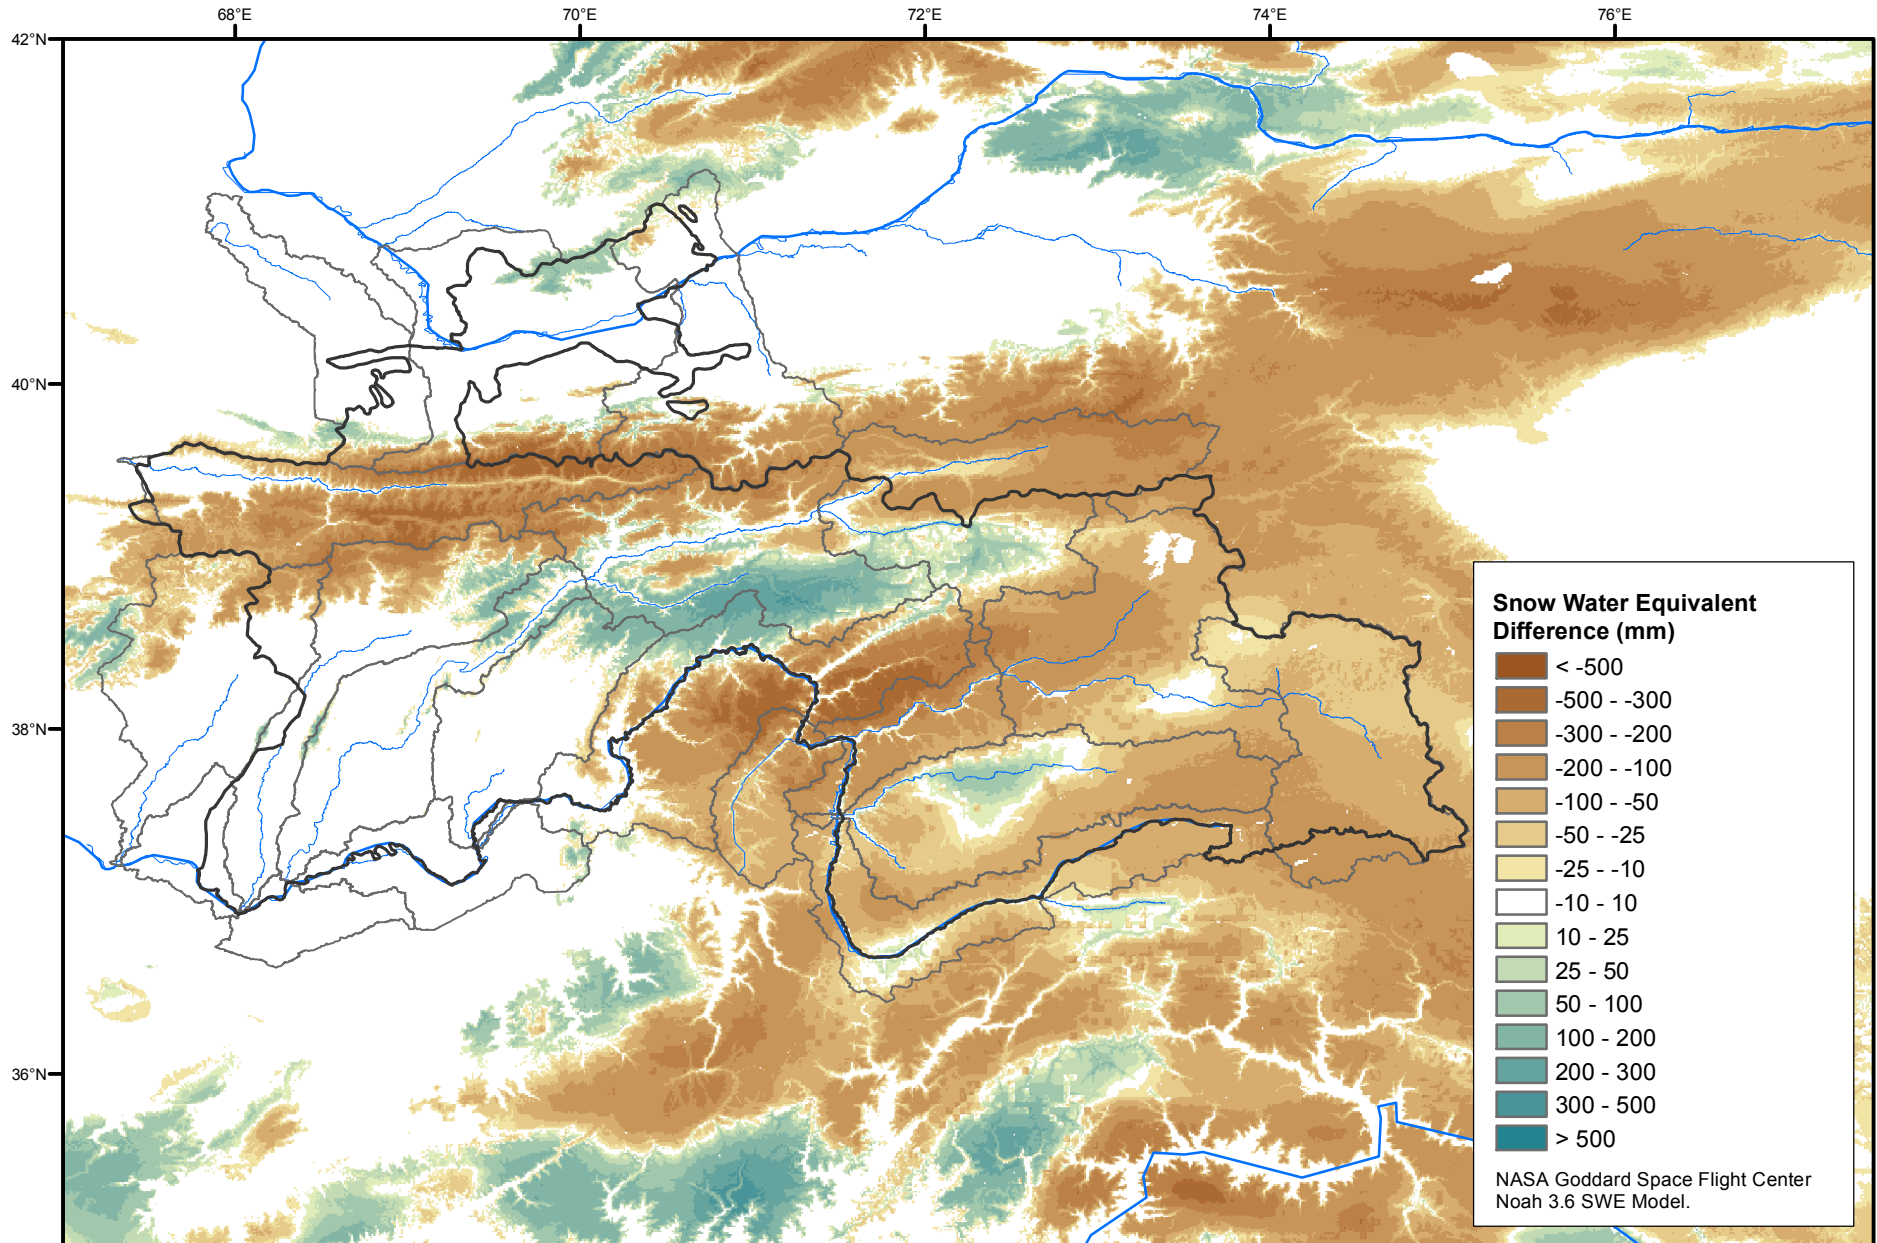 68°E 70°E 72°E 74°E 76°E
42°N
40°N
38°N
36°N
Snow Water Equivalent
Difference (mm)
< -500
-500 - -300
-300 - -200
-200 - -100
-100 - -50
-50 - -25
-25 - -10
-10 - 10
10 - 25
25 - 50
50 - 100
100 - 200
200 - 300
300 - 500
> 500
NASA Goddard Space Flight Center
Noah 3.6 SWE Model.